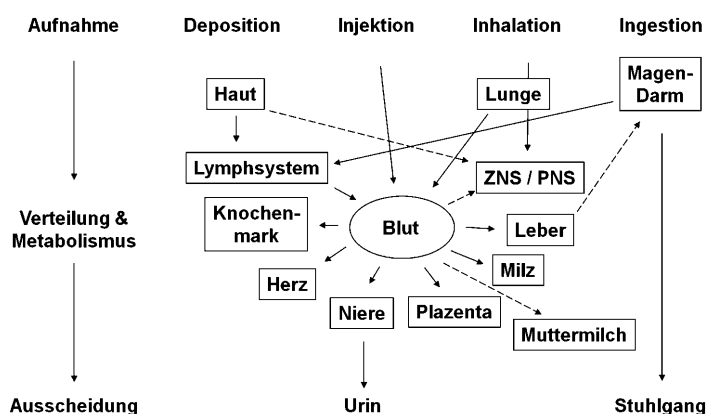 Aufnahme Deposition Injektion Inhalation Ingestion
Magen-
Darm
Haut Lunge
Lymphsystem ZNS / PNS
Verteilung &
Metabolismus
Knochen-
mark
Blut
Leber
Milz
Herz
Niere
Plazenta
Muttermilch
Ausscheidung Urin Stuhlgang